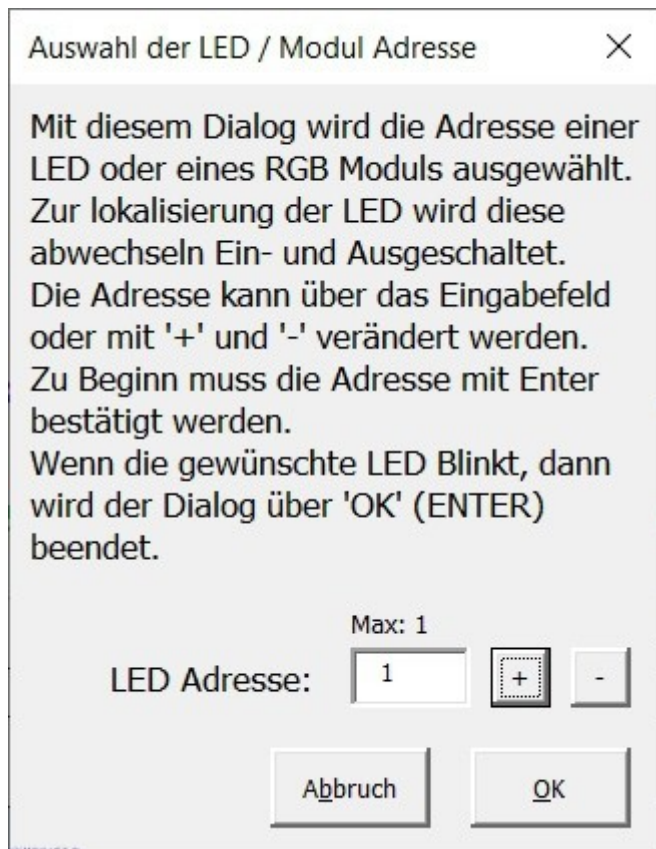 Auswahl der LED / Modul Adresse
Mit diesem Dialog wird die Adresse einer
LED oder eines RGB Moduls ausgewählt.
Zur lokalisierung der LED wird diese
abwechseln Ein- und Ausgeschaltet.
Die Adresse kann über das Eingabefeld
oder mit '+' und '-' verändert werden.
Zu Beginn muss die Adresse mit Enter
bestätigt werden.
Wenn die gewünschte LED Blinkt, dann
wird der Dialog über 'OK' (ENTER)
beendet.
Max: 1
LED Adresse: 1 + -
Abbruch OK